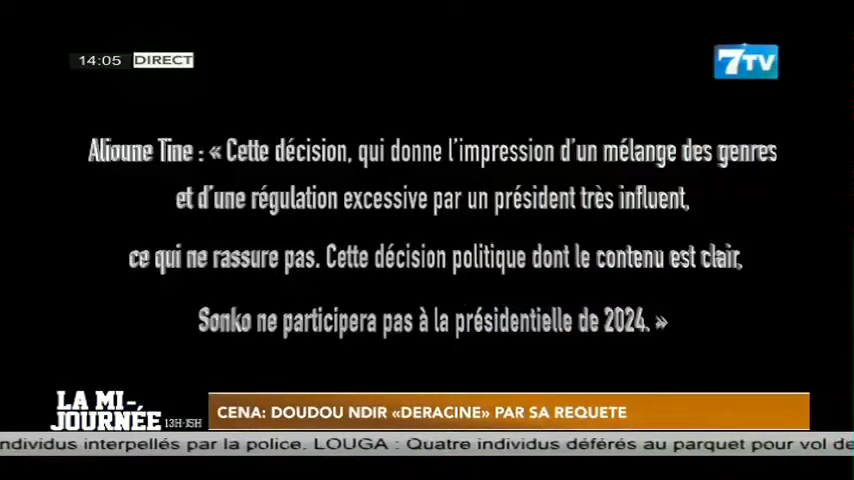 14:05 DIRECT
7TV
Alioune Tine : « Cette décision, qui donne l'impression d'un mélange des genres
et d'une régulation excessive par un président très influent,
ce qui ne rassure pas. Cette décision politique dont le contenu est clair,
Sonko ne participera pas à la présidentielle de 2024. »
LA MI-
JOURNÉE 13H-15H
CENA: DOUDOU NDIR «DERACINE» PAR SA REQUETE
individus interpellés par la police. LOUGA : Quatre individus déférés au parquet pour vol de